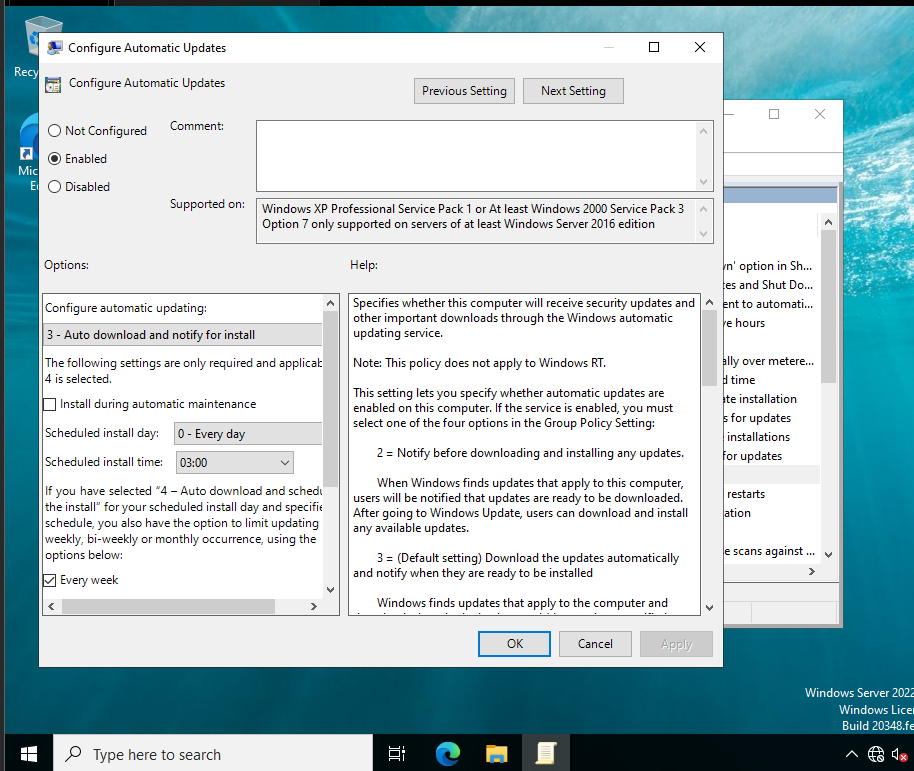 Recyc
Mic
E
Configure Automatic Updates
Configure Automatic Updates
Previous Setting
Next Setting
Not Configured
Enabled
Disabled
Comment:
Supported on:
Windows XP Professional Service Pack 1 or At least Windows 2000 Service Pack 3
Option 7 only supported on servers of at least Windows Server 2016 edition
Options:
Help:
Configure automatic updating:
3 - Auto download and notify for install
The following settings are only required and applicab
4 is selected.
Install during automatic maintenance
Scheduled install day:
0 - Every day
Scheduled install time:
03:00
If you have selected “4 – Auto download and schedu
the install” for your scheduled install day and specifie
schedule, you also have the option to limit updating
weekly, bi-weekly or monthly occurrence, using the
options below:
Every week
Specifies whether this computer will receive security updates and
other important downloads through the Windows automatic
updating service.
Note: This policy does not apply to Windows RT.
This setting lets you specify whether automatic updates are
enabled on this computer. If the service is enabled, you must
select one of the four options in the Group Policy Setting:
2 = Notify before downloading and installing any updates.
When Windows finds updates that apply to this computer,
users will be notified that updates are ready to be downloaded.
After going to Windows Update, users can download and install
any available updates.
3 = (Default setting) Download the updates automatically
and notify when they are ready to be installed
Windows finds updates that apply to the computer and
OK
Cancel
Apply
vn' option in Sh...
tes and Shut Do...
ent to automati...
ve hours
ally over metere...
d time
ate installation
s for updates
installations
for updates
restarts
ation
e scans against ...
Windows Server 2022
Windows Licen
Build 20348.fe
Type here to search